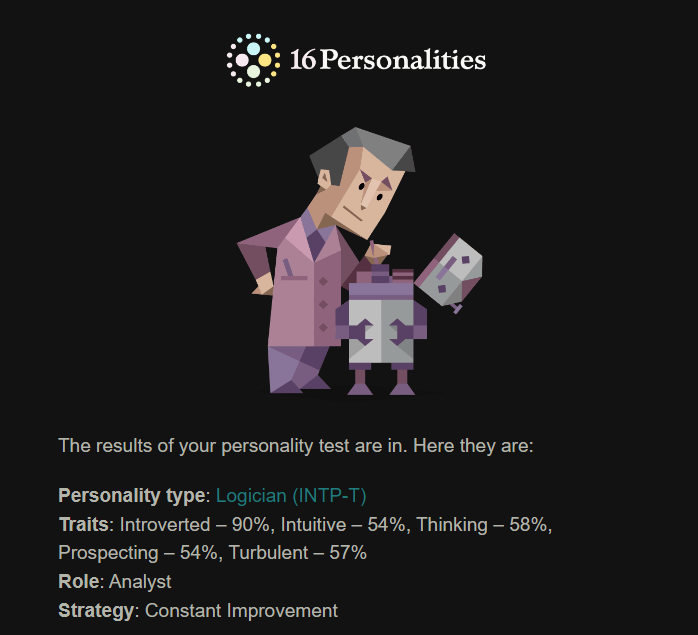 16Personalities
The results of your personality test are in. Here they are:
Personality type: Logician (INTP-T)
Traits: Introverted – 90%, Intuitive – 54%, Thinking – 58%,
Prospecting – 54%, Turbulent – 57%
Role: Analyst
Strategy: Constant Improvement